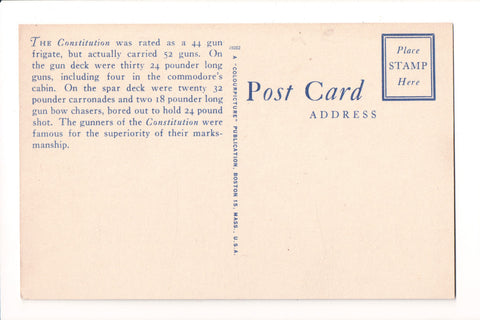 THE Constitution was rated as a 44 gun
frigate, but actually carried 52 guns. On
the gun deck were thirty 24 pounder long
guns, including four in the commodore's
cabin. On the spar deck were twenty 32
pounder carronades and two 18 pounder long
gun bow chasers, bored out to hold 24 pound
shot. The gunners of the Constitution were
famous for the superiority of their marks-
manship.
A "COLOURPICTURE" PUBLICATION, BOSTON 15, MASS., U.S.A.
Post Card
ADDRESS
Place
STAMP
Here